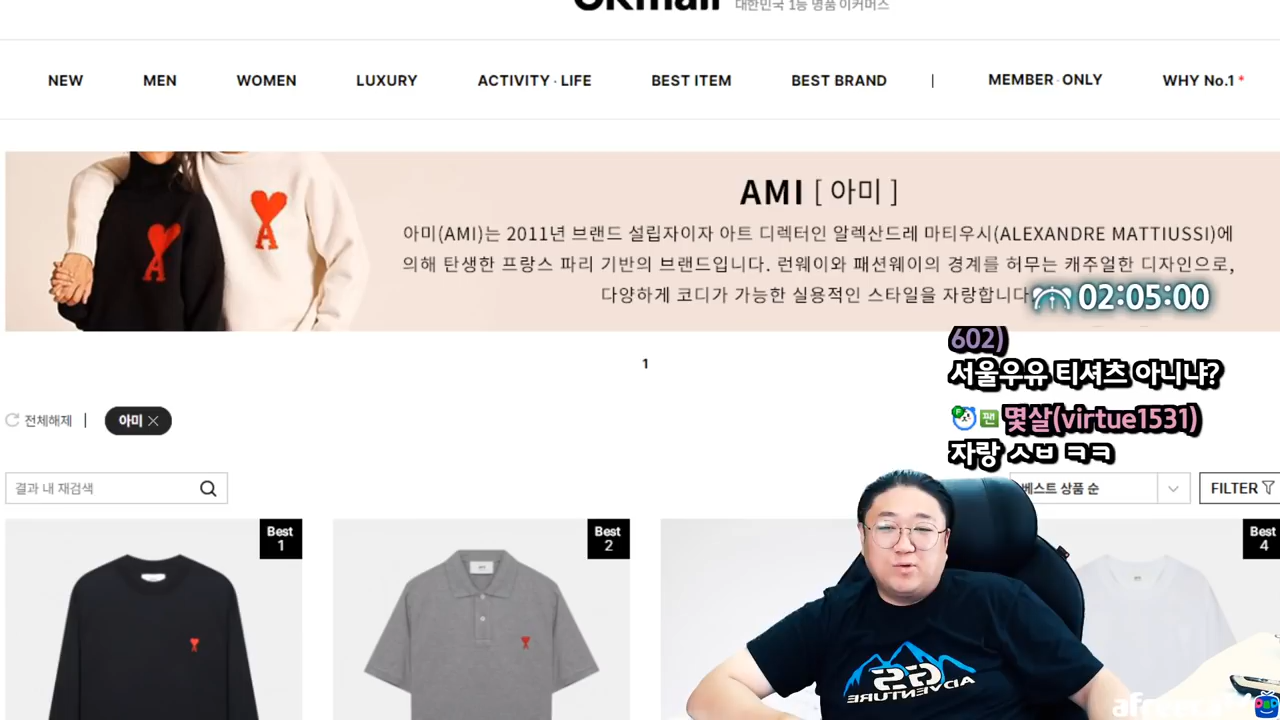 OKmall 대한민국 1등 명품 이커머스
NEW MEN WOMEN LUXURY ACTIVITY · LIFE BEST ITEM BEST BRAND | MEMBER · ONLY WHY No.1 *
AMI [ 아미 ]
아미(AMI)는 2011년 브랜드 설립자이자 아트 디렉터인 알렉산드레 마티우시(ALEXANDRE MATTIUSSI)에
의해 탄생한 프랑스 파리 기반의 브랜드입니다. 런웨이와 패션웨이의 경계를 허무는 캐주얼한 디자인으로,
다양하게 코디가 가능한 실용적인 스타일을 자랑합니다
02:05:00
602)
서울우유 티셔츠 아니냐?
F 팬 몇살(virtue1531)
자랑 ㅅㅂ ㅋㅋ
1
전체해제 | 아미 ×
결과 내 재검색
베스트 상품 순
FILTER
Best
1
Best
2
Best
4
A
A
ami
GS
ADVENTURE